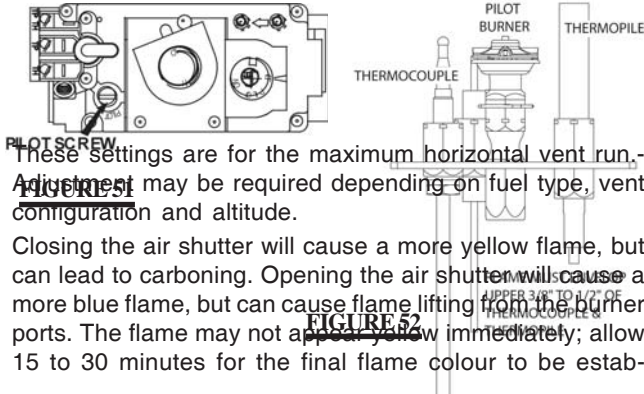 PILOT
BURNER
THERMOPILE
THERMOCOUPLE
PILOT SCREW
These settings are for the maximum horizontal vent run.-
Adjustment may be required depending on fuel type, vent
configuration and altitude.
FIGURE 51
Closing the air shutter will cause a more yellow flame, but
can lead to carboning. Opening the air shutter will cause a
more blue flame, but can cause flame lifting from the burner
ports. The flame may not appear yellow immediately; allow
15 to 30 minutes for the final flame colour to be estab-
FLAME MUST ENVELOP
UPPER 3/8" TO 1/2" OF
THERMOCOUPLE &
THERMOPILE
FIGURE 52